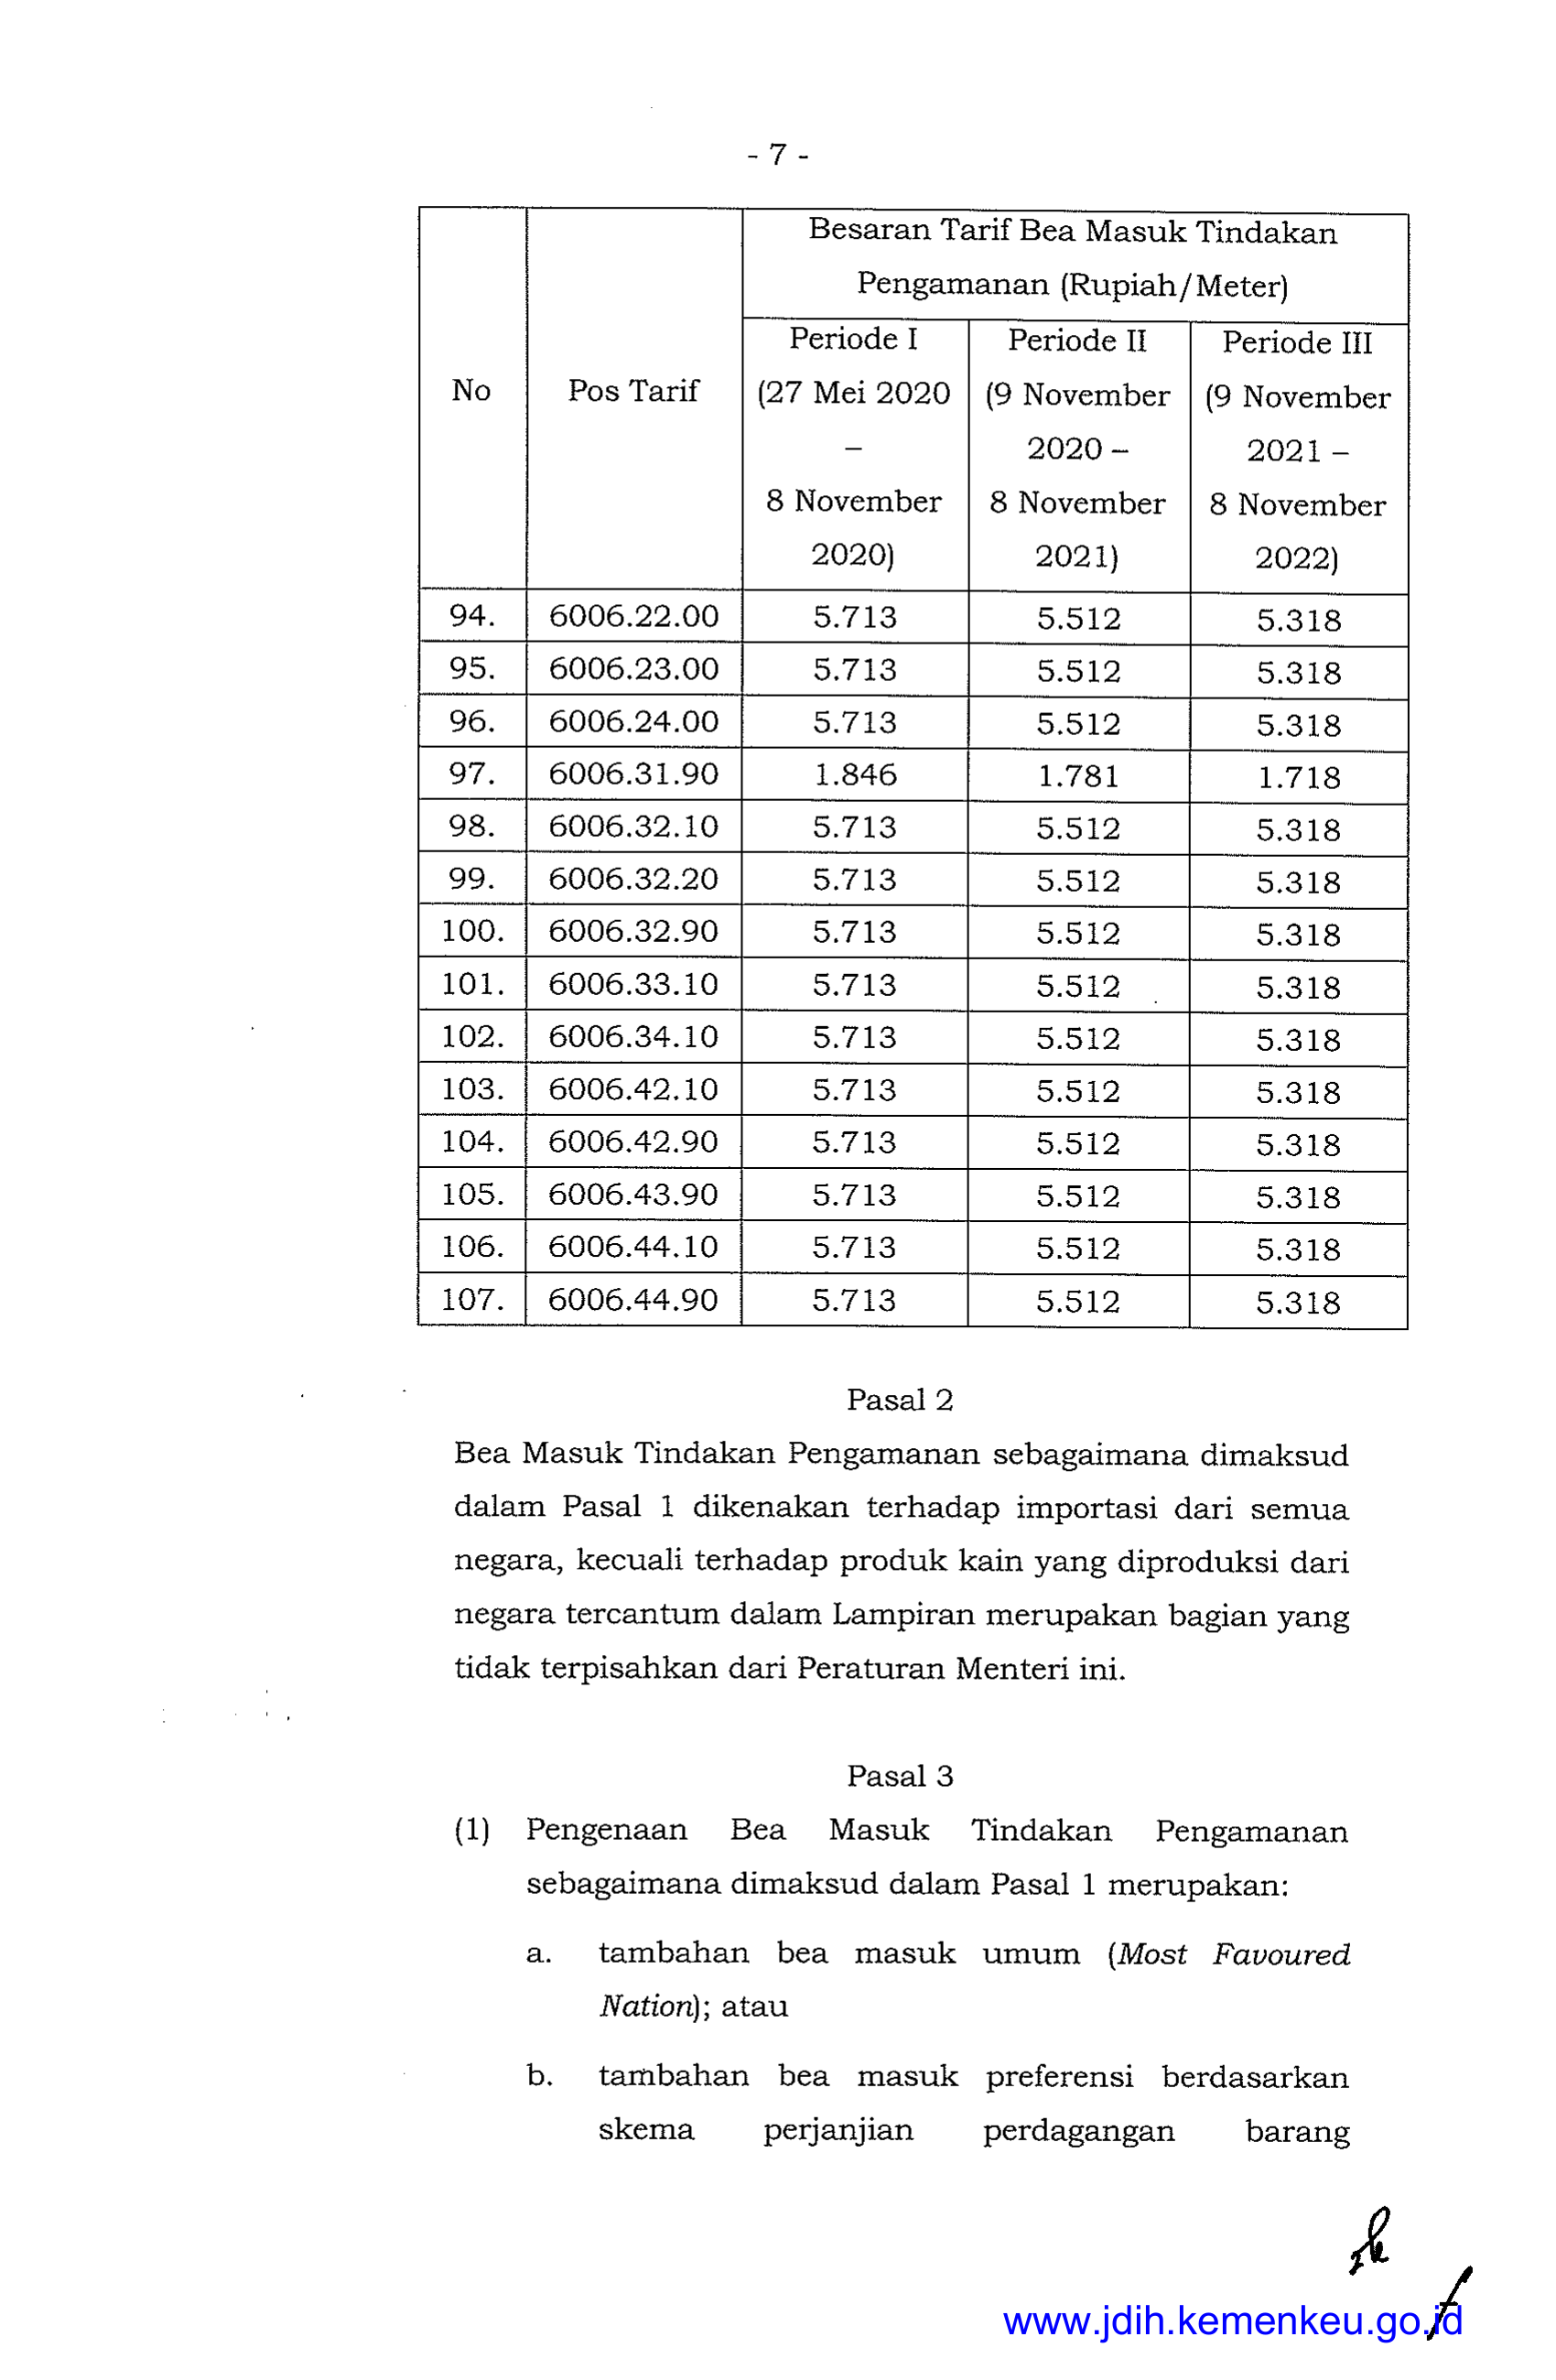 - 7 -
Besaran Tarif Bea Masuk Tindakan
Pengamanan (Rupiah/Meter)
No
Pos Tarif
Periode I
(27 Mei 2020
–
8 November
2020)
Periode II
(9 November
2020 –
8 November
2021)
Periode III
(9 November
2021 –
8 November
2022)
94. 6006.22.00 5.713 5.512 5.318
95. 6006.23.00 5.713 5.512 5.318
96. 6006.24.00 5.713 5.512 5.318
97. 6006.31.90 1.846 1.781 1.718
98. 6006.32.10 5.713 5.512 5.318
99. 6006.32.20 5.713 5.512 5.318
100. 6006.32.90 5.713 5.512 5.318
101. 6006.33.10 5.713 5.512 5.318
102. 6006.34.10 5.713 5.512 5.318
103. 6006.42.10 5.713 5.512 5.318
104. 6006.42.90 5.713 5.512 5.318
105. 6006.43.90 5.713 5.512 5.318
106. 6006.44.10 5.713 5.512 5.318
107. 6006.44.90 5.713 5.512 5.318
Pasal 2
Bea Masuk Tindakan Pengamanan sebagaimana dimaksud
dalam Pasal 1 dikenakan terhadap importasi dari semua
negara, kecuali terhadap produk kain yang diproduksi dari
negara tercantum dalam Lampiran merupakan bagian yang
tidak terpisahkan dari Peraturan Menteri ini.
Pasal 3
(1) Pengenaan Bea Masuk Tindakan Pengamanan
sebagaimana dimaksud dalam Pasal 1 merupakan:
a. tambahan bea masuk umum (Most Favoured
Nation); atau
b. tambahan bea masuk preferensi berdasarkan
skema perjanjian perdagangan barang
www.jdih.kemenkeu.go.id